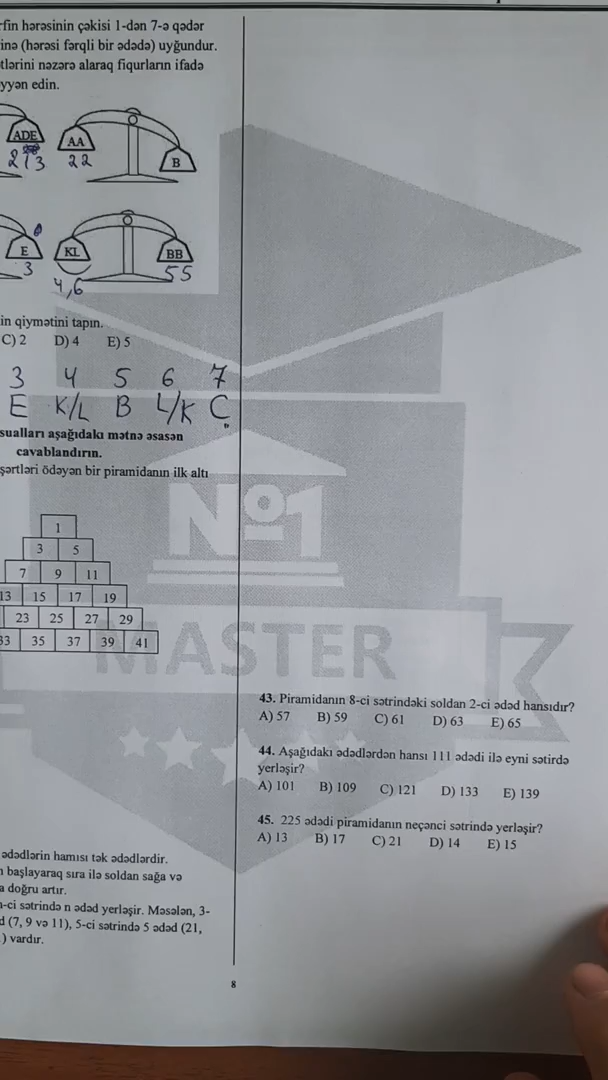 hərəsinin çəkisi 1-dən 7-ə qədər
(hərəsi fərqli bir ədədə) uyğundur.
nəzərə alaraq fiqurların ifadə
edin.
ADE AA B
22
E KL BB
3 4,6 55
in qiymətini tapın.
C) 2 D) 4 E) 5
3 4 5 6 7
E K/L B L/K Ç
sualları aşağıdakı mətnə əsasən
cavablandırın.
şərtləri ödəyən bir piramidanın ilk altı
1
3 5
7 9 11
13 15 17 19
23 25 27 29
33 35 37 39 41
№1
MASTER
ədədlərin hamısı tək ədədlərdir.
başlayaraq sıra ilə soldan sağa və
doğru artır.
n-ci sətrində n ədəd yerləşir. Məsələn, 3-
(7, 9 və 11), 5-ci sətrində 5 ədəd (21,
) vardır.
43. Piramidanın 8-ci sətrindəki soldan 2-ci ədəd hansıdır?
A) 57 B) 59 C) 61 D) 63 E) 65
44. Aşağıdakı ədədlərdən hansı 111 ədədi ilə eyni sətirdə
yerləşir?
A) 101 B) 109 C) 121 D) 133 E) 139
45. 225 ədədi piramidanın neçənci sətrində yerləşir?
A) 13 B) 17 C) 21 D) 14 E) 15
8